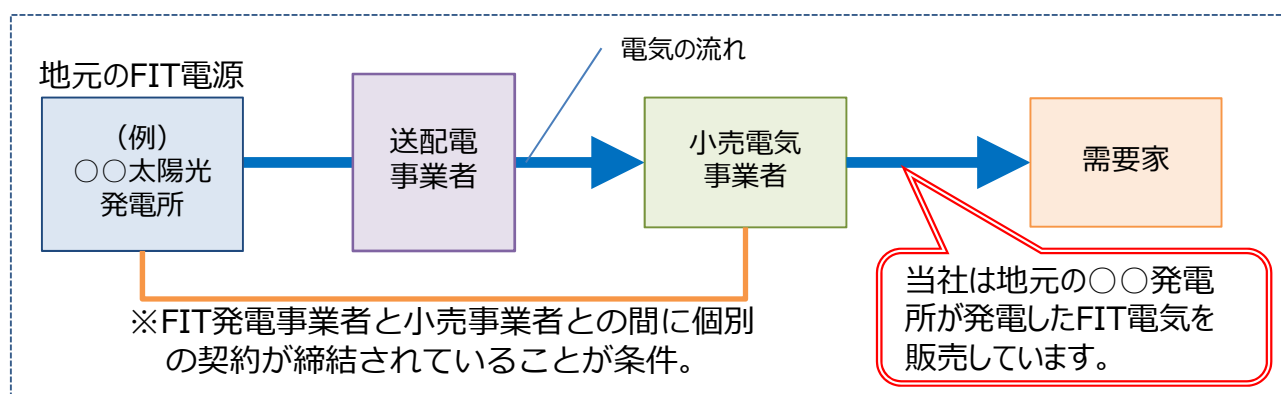 電気の流れ
地元のFIT電源
（例）
○○太陽光
発電所
送配電
事業者
小売電気
事業者
需要家
※FIT発電事業者と小売事業者との間に個別
の契約が締結されていることが条件。
当社は地元の○○発電
所が発電したFIT電気を
販売しています。